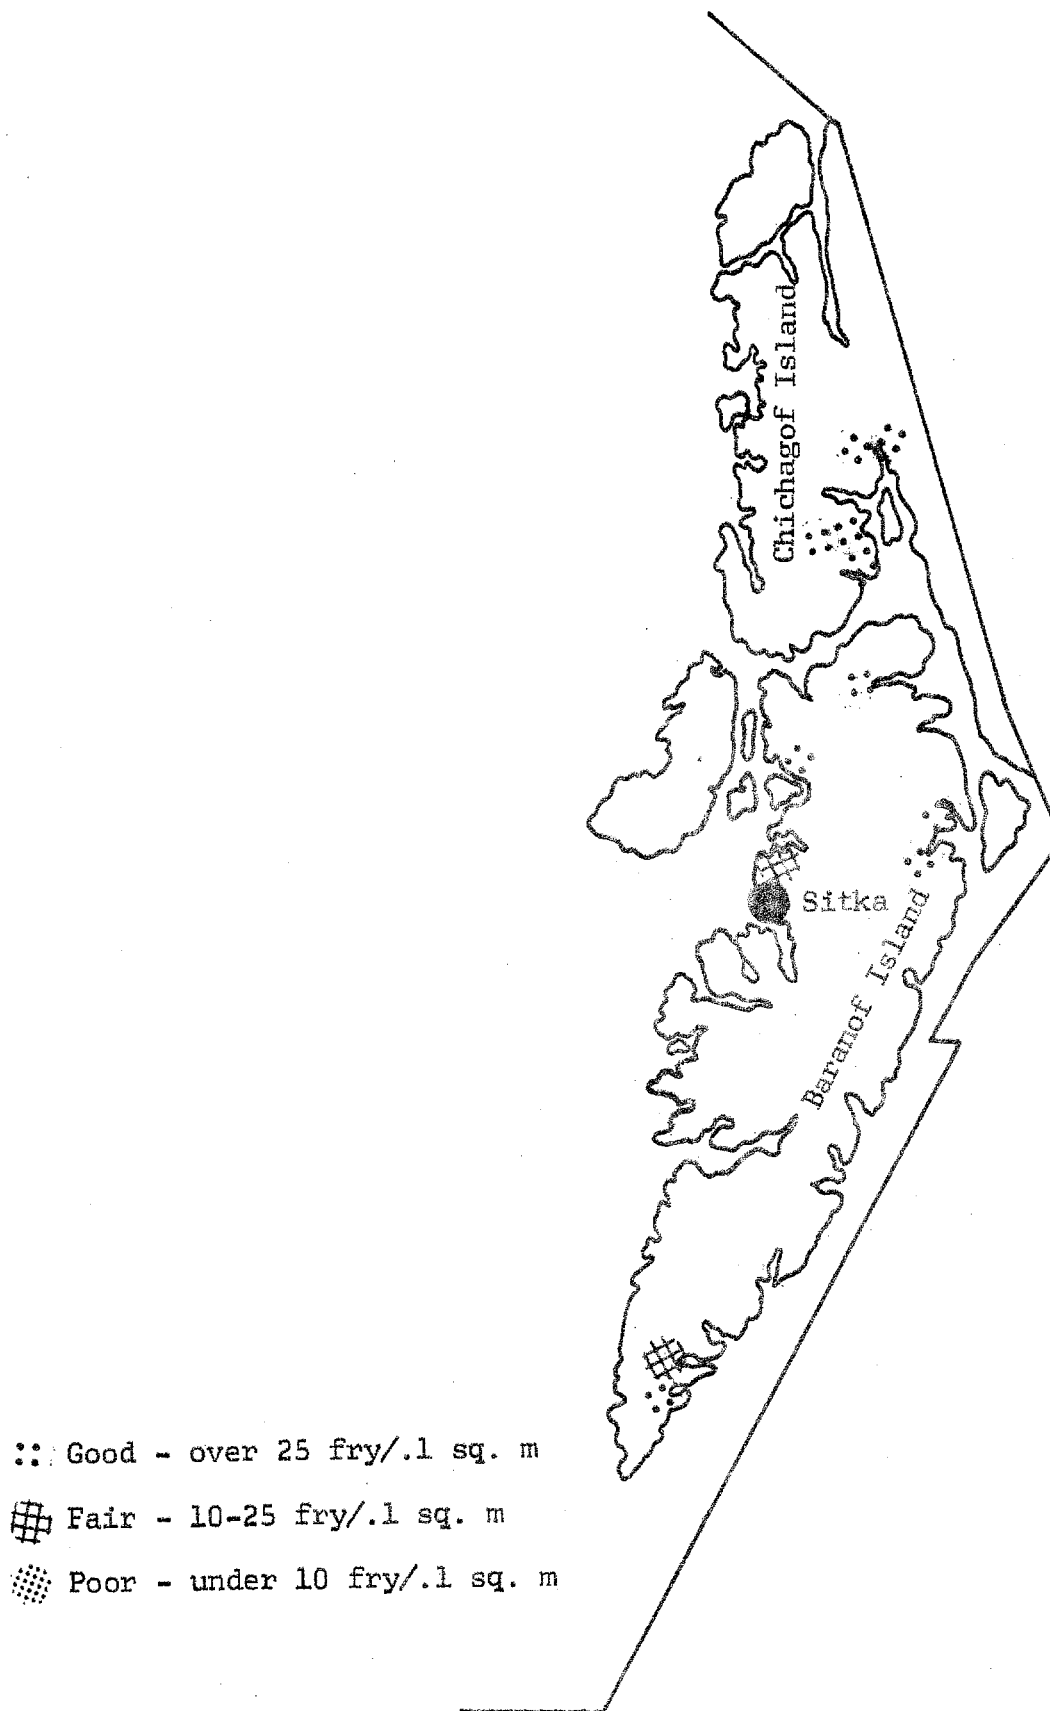 Chichagof Island
Sitka
Baranof Island
Good - over 25 fry/.1 sq. m
Fair - 10-25 fry/.1 sq. m
Poor - under 10 fry/.1 sq. m